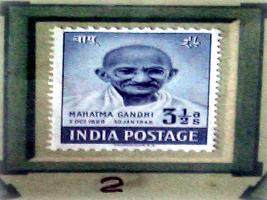 बापू
MAHATMA GANDHI
2 OCT 1869
30 JAN 1948
3½ as
INDIA POSTAGE
2